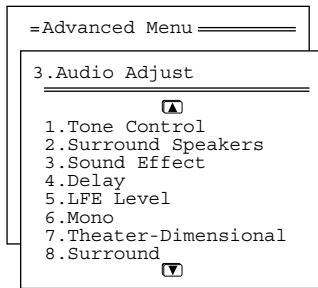 =Advanced Menu
3.Audio Adjust
1.Tone Control
2.Surround Speakers
3.Sound Effect
4.Delay
5.LFE Level
6.Mono
7.Theater-Dimensional
8.Surround